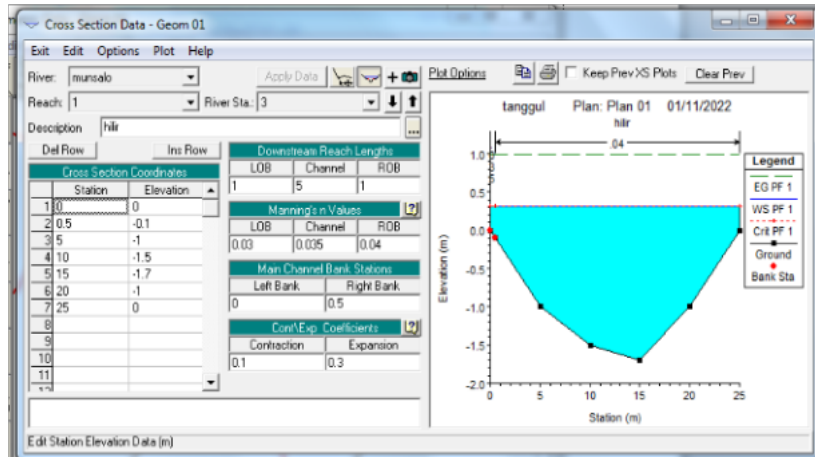 Cross Section Data - Geom 01
Exit Edit Options Plot Help
River: munsalo Apply Data
Reach: 1 River Sta.: 3
Description hilir ...
Del Row Ins Row
Cross Section Coordinates
Station Elevation
1 0 0
2 0.5 -0.1
3 5 -1
4 10 -1.5
5 15 -1.7
6 20 -1
7 25 0
8
9
10
11
Downstream Reach Lengths
LOB Channel ROB
1 5 1
Manning's n Values ?
LOB Channel ROB
0.03 0.035 0.04
Main Channel Bank Stations
Left Bank Right Bank
0 0.5
Cont\Exp Coefficients ?
Contraction Expansion
0.1 0.3
Edit Station Elevation Data (m)
Plot Options Keep Prev XS Plots Clear Prev
tanggul Plan: Plan 01 01/11/2022
hilir
.04
1.0
0.5
0.0
-0.5
-1.0
-1.5
-2.0
Elevation (m)
0 5 10 15 20 25
Station (m)
Legend
EG PF 1
WS PF 1
Crit PF 1
Ground
Bank Sta